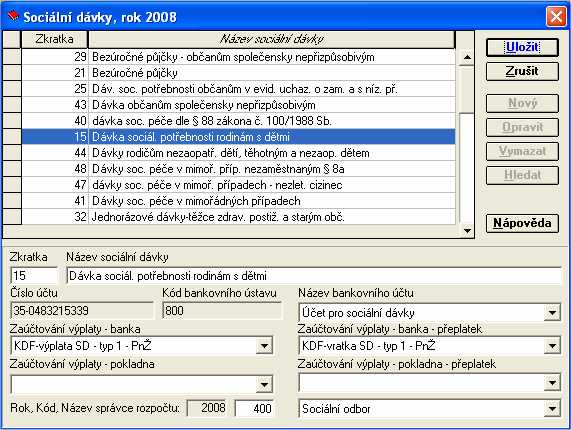 Sociální dávky, rok 2008
Zkratka Název sociální dávky
29 Bezúročné půjčky - občanům společensky nepřizpůsobivým
21 Bezúročné půjčky
25 Dáv. soc. potřebnosti občanům v evid. uchaz. o zam. a s níz. př.
43 Dávka občanům společensky nepřizpůsobivým
40 dávka soc. péče dle § 88 zákona č. 100/1988 Sb.
15 Dávka sociál. potřebnosti rodinám s dětmi
44 Dávky rodičům nezaopatř. dětí, těhotným a nezaop. dětem
48 Dávky soc. péče v mimoř. příp. nezaměstnaným § 8a
47 dávky soc. péče v mimoř. případech - nezlet. cizinec
41 Dávky soc. péče v mimořádných případech
32 Jednorázové dávky-těžce zdrav. postiž. a starým obč.
Uložit
Zrušit
Nový
Opravit
Vymazat
Hledat
Nápověda
Zkratka Název sociální dávky
15 Dávka sociál. potřebnosti rodinám s dětmi
Číslo účtu Kód bankovního ústavu Název bankovního účtu
35-0483215339 800 Účet pro sociální dávky
Zaúčtování výplaty - banka Zaúčtování výplaty - banka - přeplatek
KDF-výplata SD - typ 1 - PnŽ KDF-vratka SD - typ 1 - PnŽ
Zaúčtování výplaty - pokladna Zaúčtování výplaty - pokladna - přeplatek
Rok, Kód, Název správce rozpočtu: 2008 400 Sociální odbor